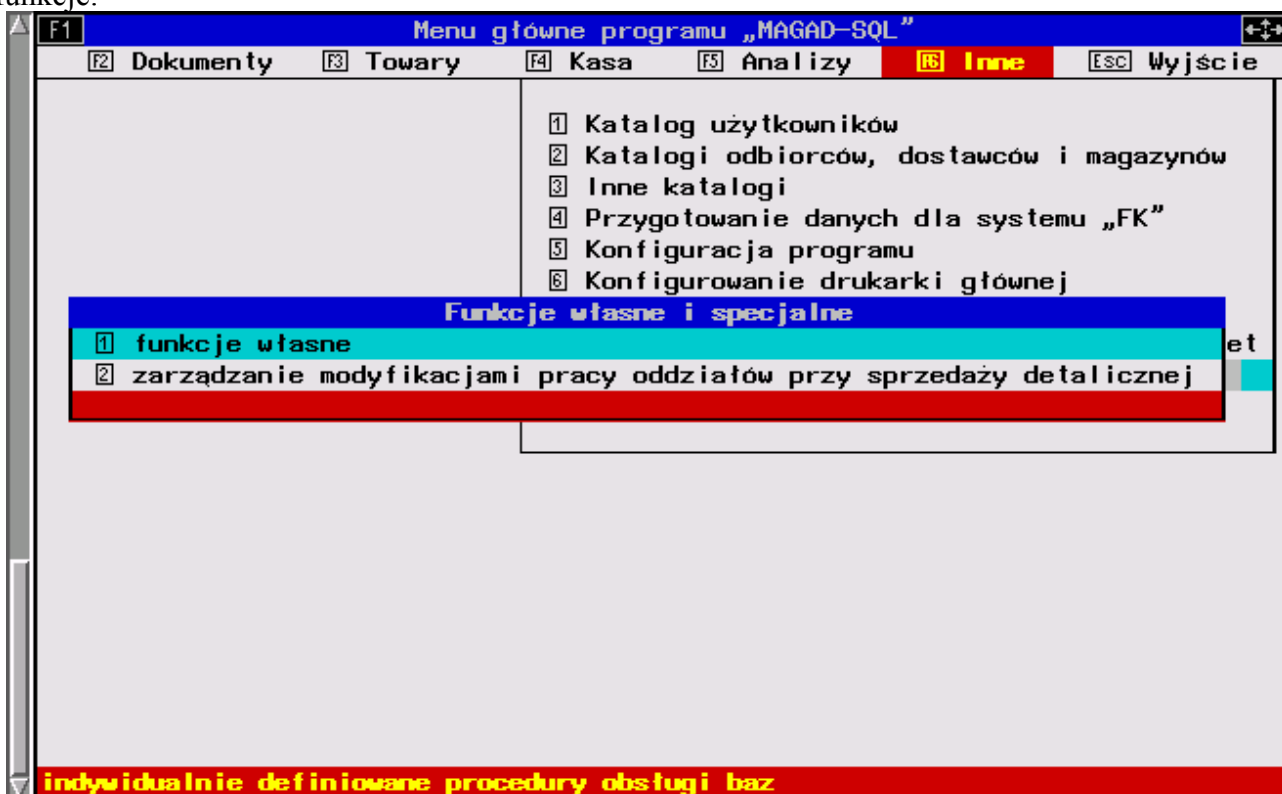 funkcje:
F1 Menu główne programu „MAGAD-SQL”
F2 Dokumenty F3 Towary F4 Kasa F5 Analizy F6 Inne ESC Wyjście
1 Katalog użytkowników
2 Katalogi odbiorców, dostawców i magazynów
3 Inne katalogi
4 Przygotowanie danych dla systemu „FK”
5 Konfiguracja programu
6 Konfigurowanie drukarki głównej
Funkcje własne i specjalne
1 funkcje własne
et
2 zarządzanie modyfikacjami pracy oddziałów przy sprzedaży detalicznej
indywidualnie definiowane procedury obsługi baz